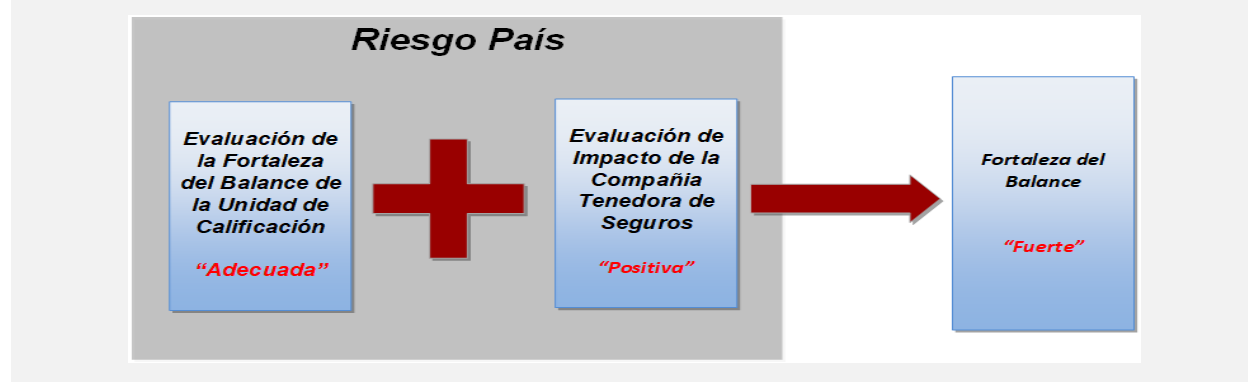 Riesgo País
Evaluación de
la Fortaleza
del Balance de
la Unidad de
Calificación
“Adecuada”
Evaluación de
Impacto de la
Compañia
Tenedora de
Seguros
“Positiva”
Fortaleza del
Balance
“Fuerte”